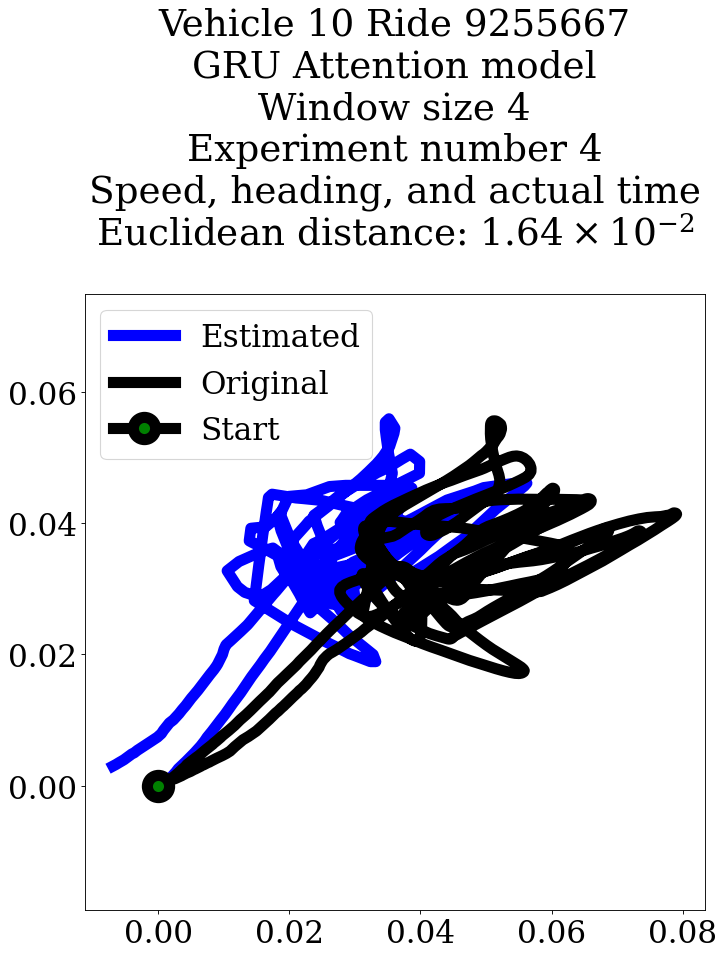 Vehicle 10 Ride 9255667
GRU Attention model
Window size 4
Experiment number 4
Speed, heading, and actual time
Euclidean distance: 1.64 × 10⁻²
Estimated
Original
Start
0.06
0.04
0.02
0.00
0.00 0.02 0.04 0.06 0.08